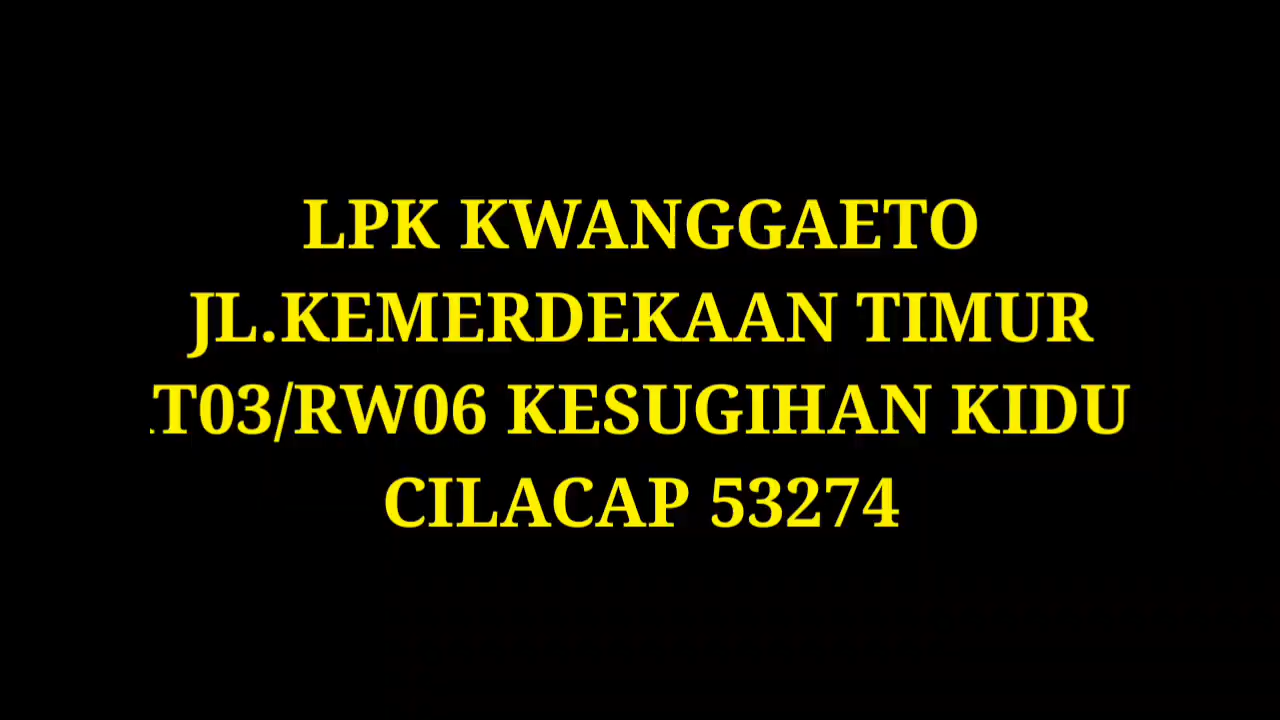 LPK KWANGGAETO
JL.KEMERDEKAAN TIMUR
T03/RW06 KESUGIHAN KIDU
CILACAP 53274